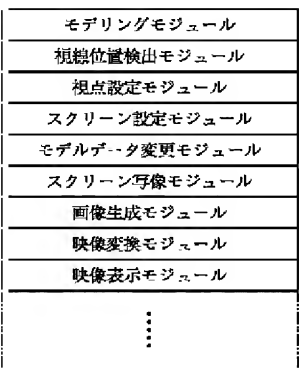 モデリングモジュール
視線位置検出モジュール
視点設定モジュール
スクリーン設定モジュール
モデルデータ変更モジュール
スクリーン写像モジュール
画像生成モジュール
映像変換モジュール
映像表示モジュール